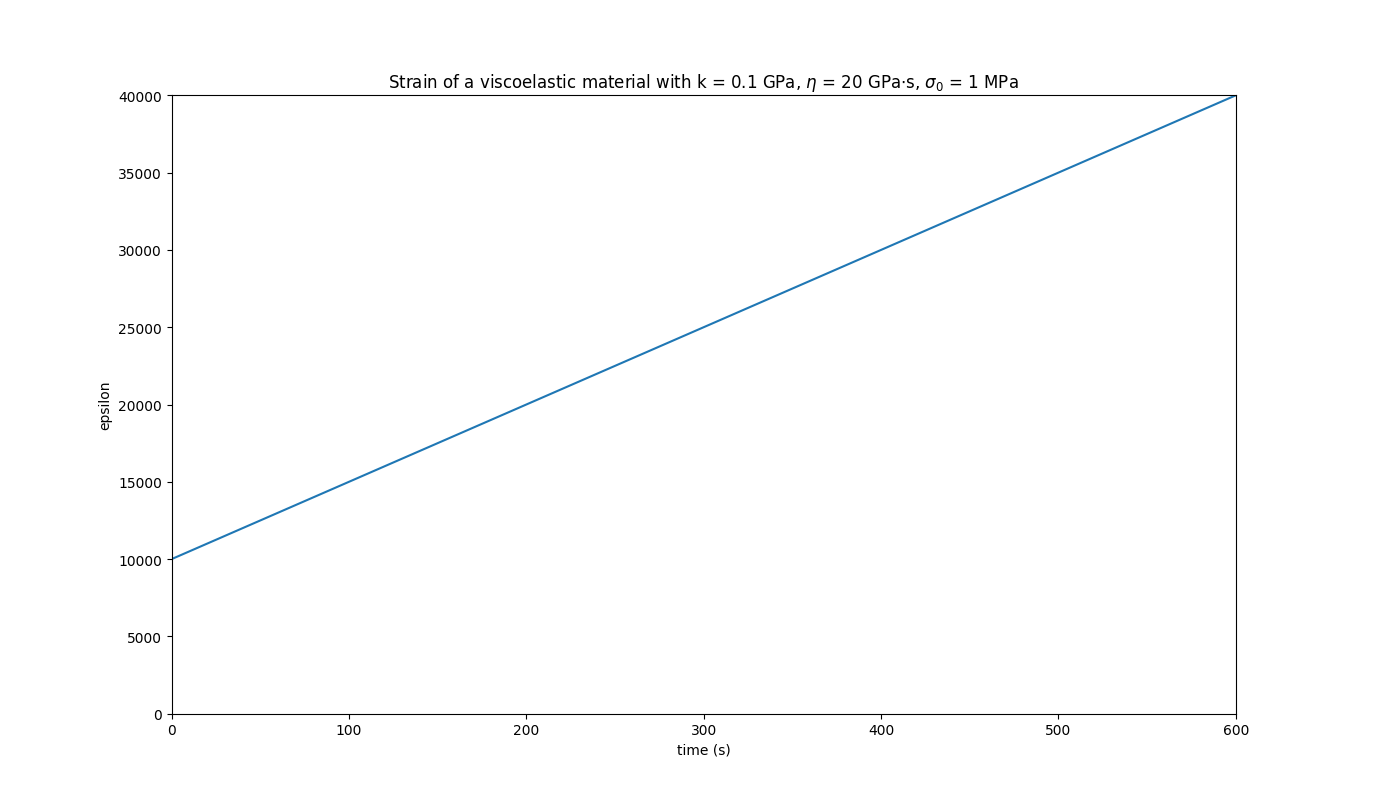 Strain of a viscoelastic material with k = 0.1 GPa, η = 20 GPa·s, σ₀ = 1 MPa
40000
35000
30000
25000
20000
15000
10000
5000
0
epsilon
0 100 200 300 400 500 600
time (s)